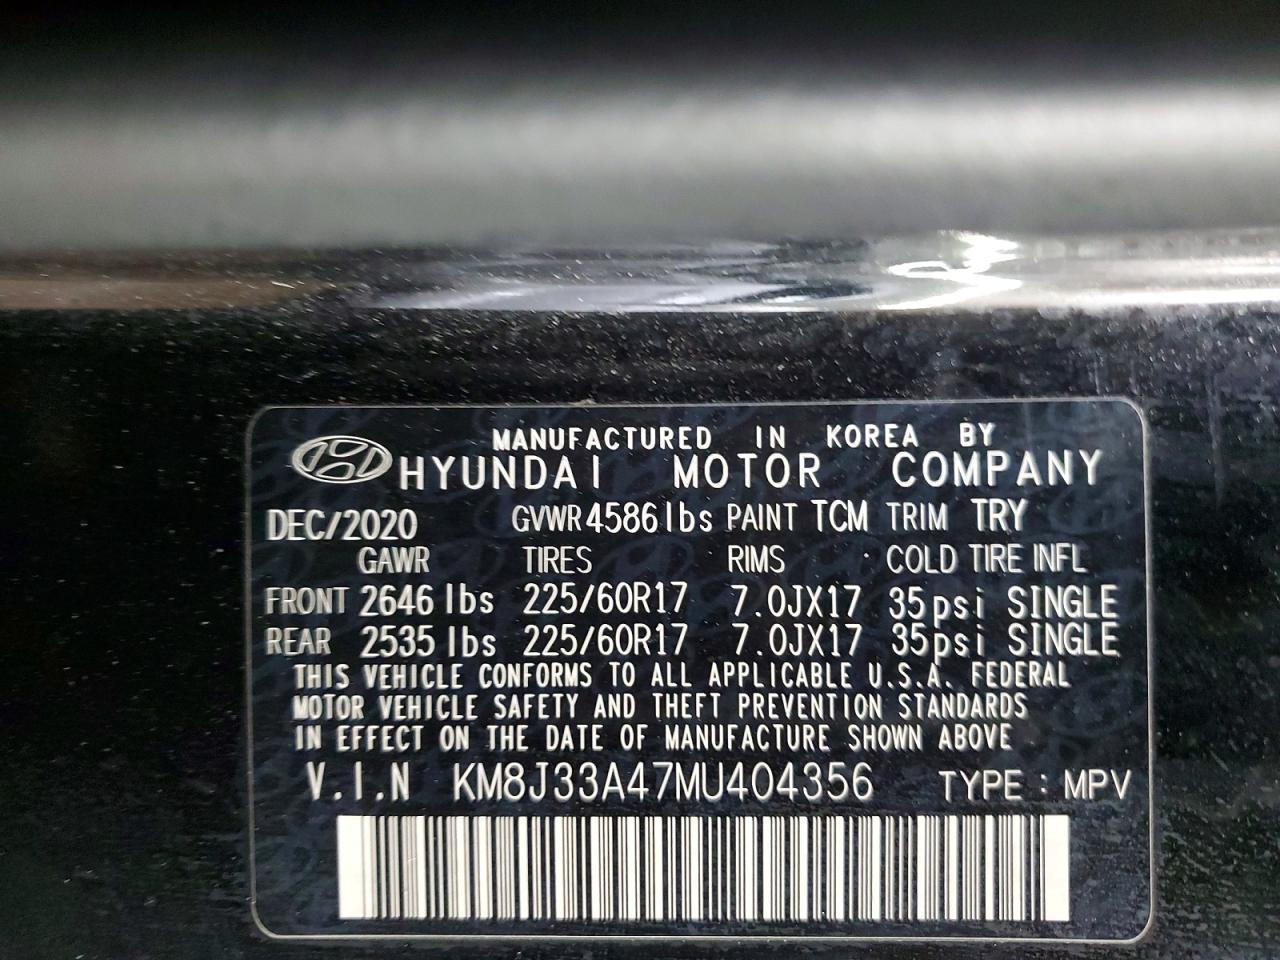 MANUFACTURED IN KOREA BY
HYUNDAI MOTOR COMPANY
DEC/2020 GVWR 4586 lbs PAINT TCM TRIM TRY
GAWR TIRES RIMS COLD TIRE INFL
FRONT 2646 lbs 225/60R17 7.0JX17 35psi SINGLE
REAR 2535 lbs 225/60R17 7.0JX17 35psi SINGLE
THIS VEHICLE CONFORMS TO ALL APPLICABLE U.S.A. FEDERAL
MOTOR VEHICLE SAFETY AND THEFT PREVENTION STANDARDS
IN EFFECT ON THE DATE OF MANUFACTURE SHOWN ABOVE
V.I.N KM8J33A47MU404356 TYPE : MPV